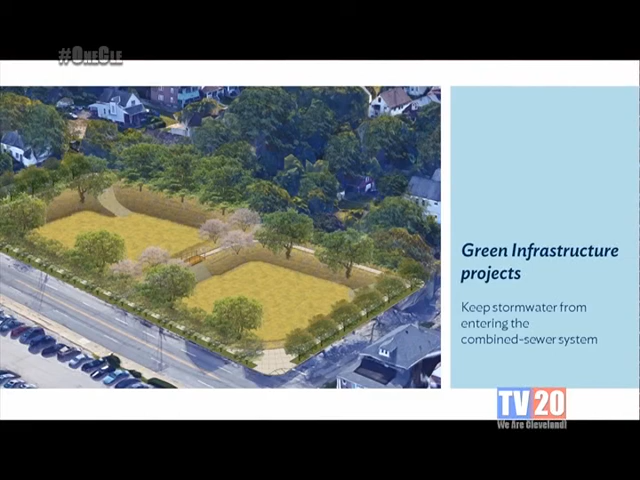 #OneCle
Green Infrastructure
projects
Keep stormwater from
entering the
combined-sewer system
TV20
We Are Cleveland!